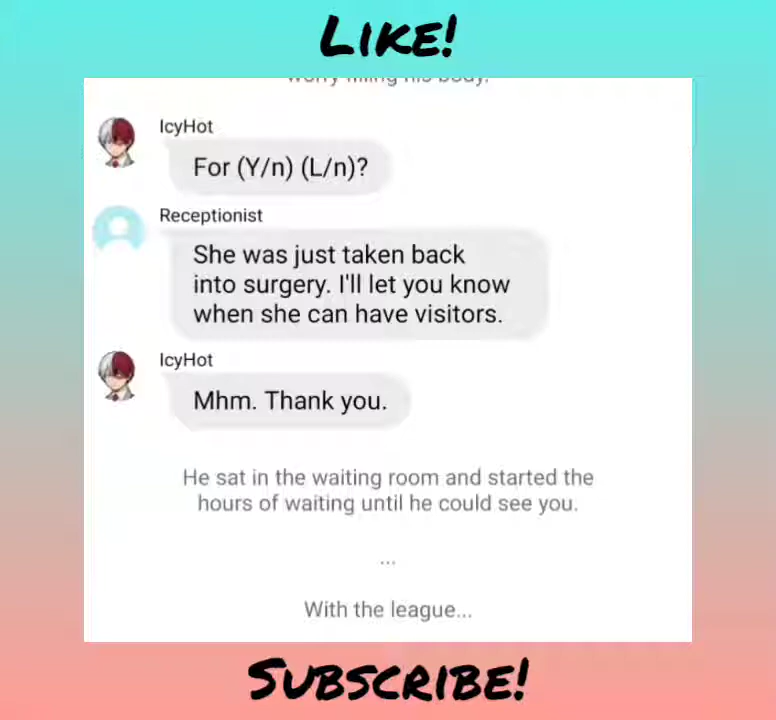 LIKE!
IcyHot
For (Y/n) (L/n)?
Receptionist
She was just taken back
into surgery. I'll let you know
when she can have visitors.
IcyHot
Mhm. Thank you.
He sat in the waiting room and started the
hours of waiting until he could see you.
...
With the league...
SUBSCRIBE!